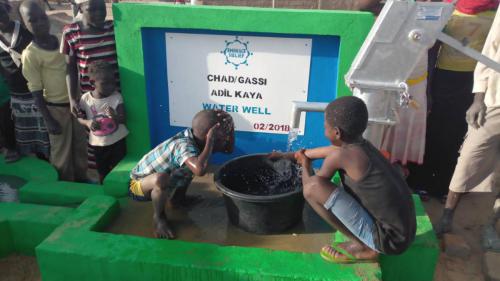 CHAD/GASSI
ADİL KAYA
WATER WELL
02/2018